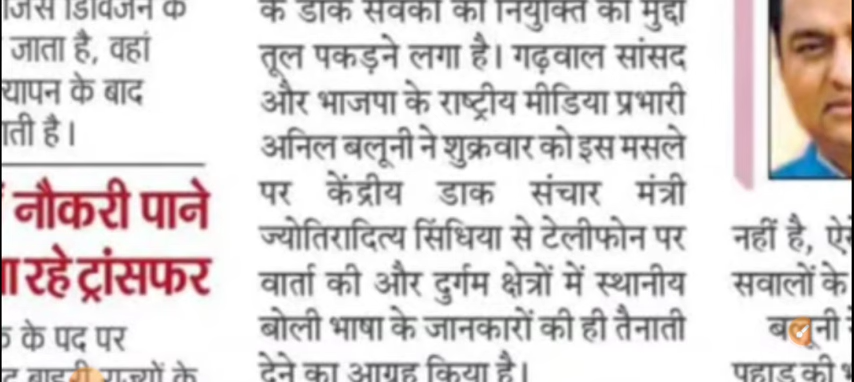 जिस डिविजन के
जाता है, वहां
यापन के बाद
ाती है।
नौकरी पाने
ा रहे ट्रांसफर
के पद पर
राज्यों के
के डाक सेवकों की नियुक्ति का मुद्दा
तूल पकड़ने लगा है। गढ़वाल सांसद
और भाजपा के राष्ट्रीय मीडिया प्रभारी
अनिल बलूनी ने शुक्रवार को इस मसले
पर केंद्रीय डाक संचार मंत्री
ज्योतिरादित्य सिंधिया से टेलीफोन पर
वार्ता की और दुर्गम क्षेत्रों में स्थानीय
बोली भाषा के जानकारों की ही तैनाती
देने का आग्रह किया है।
नहीं है,
सवालों के
बलूनी
पहाड़ की